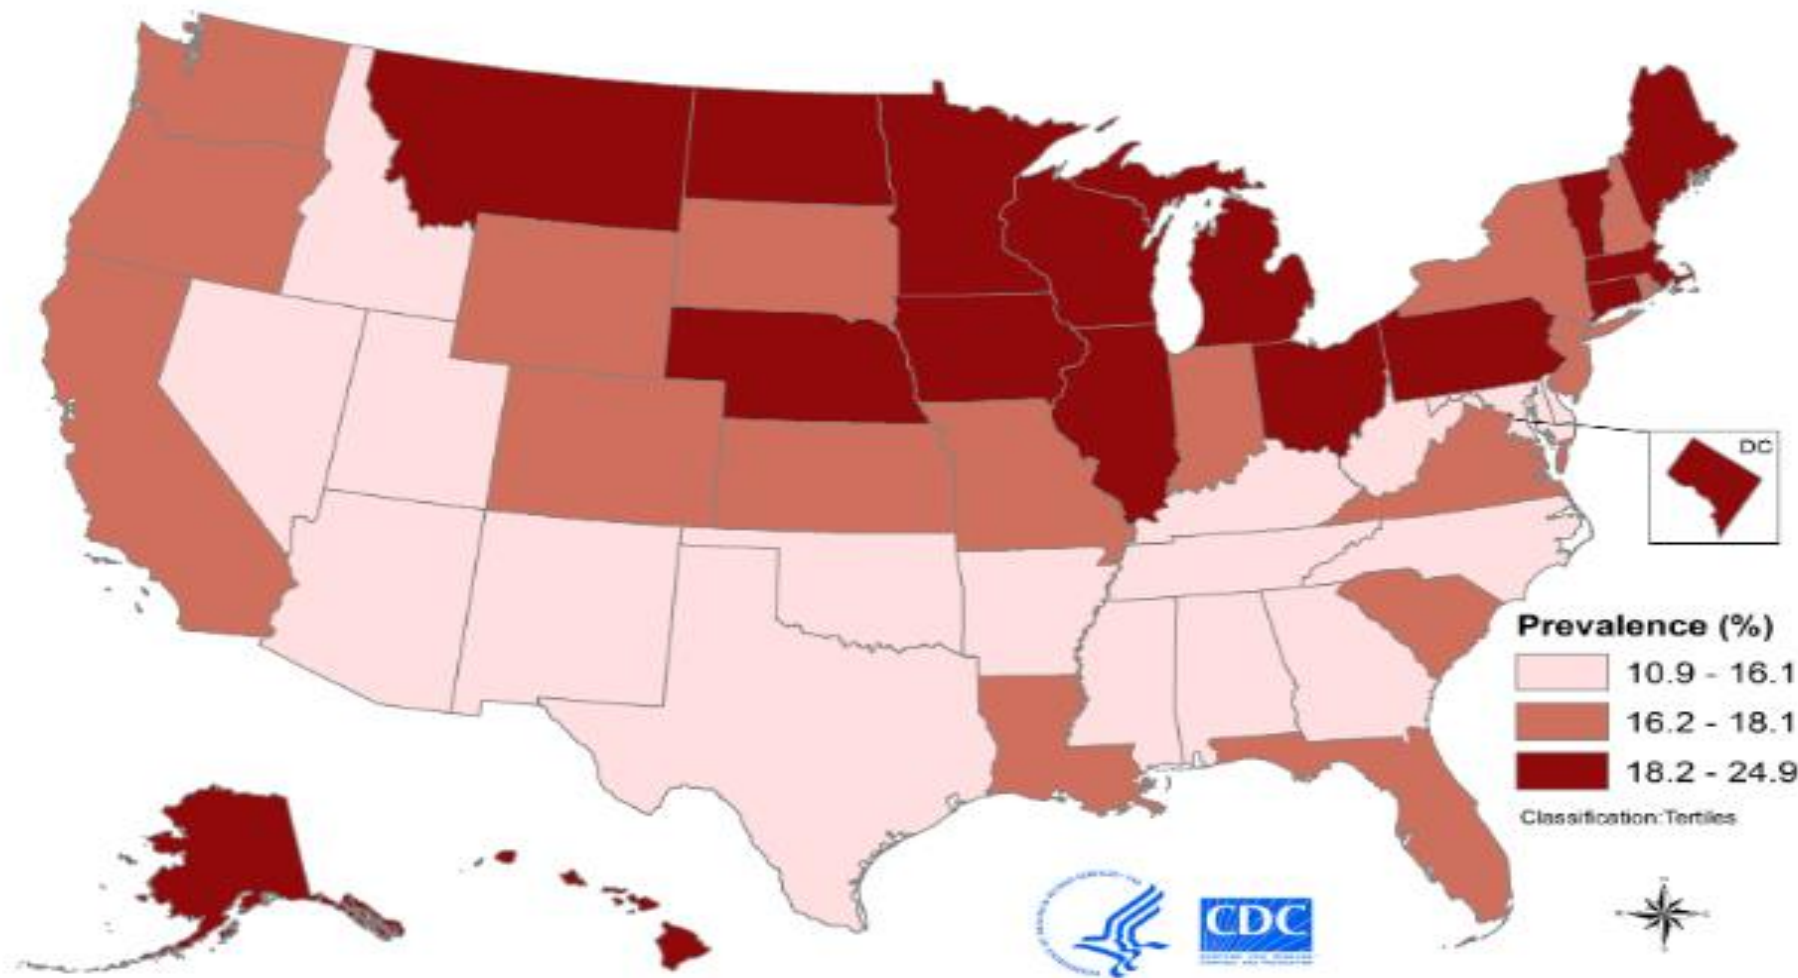 DC
Prevalence (%)
10.9 - 16.1
16.2 - 18.1
18.2 - 24.9
Classification:Tertiles
CDC